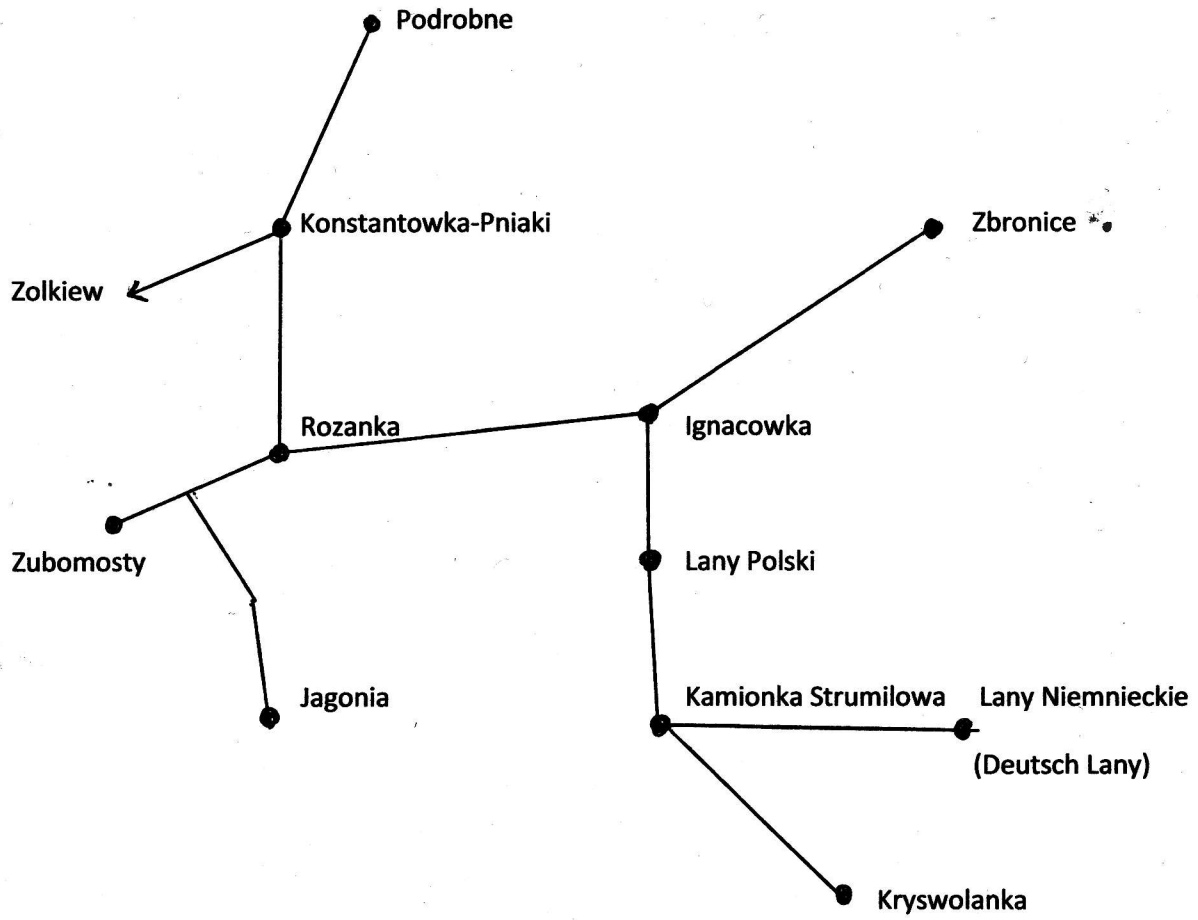 Podrobne
Konstantowka-Pniaki
Zbronice
Zolkiew
Rozanka
Ignacowka
Zubomosty
Lany Polski
Jagonia
Kamionka Strumilowa
Lany Niemnieckie
(Deutsch Lany)
Kryswolanka